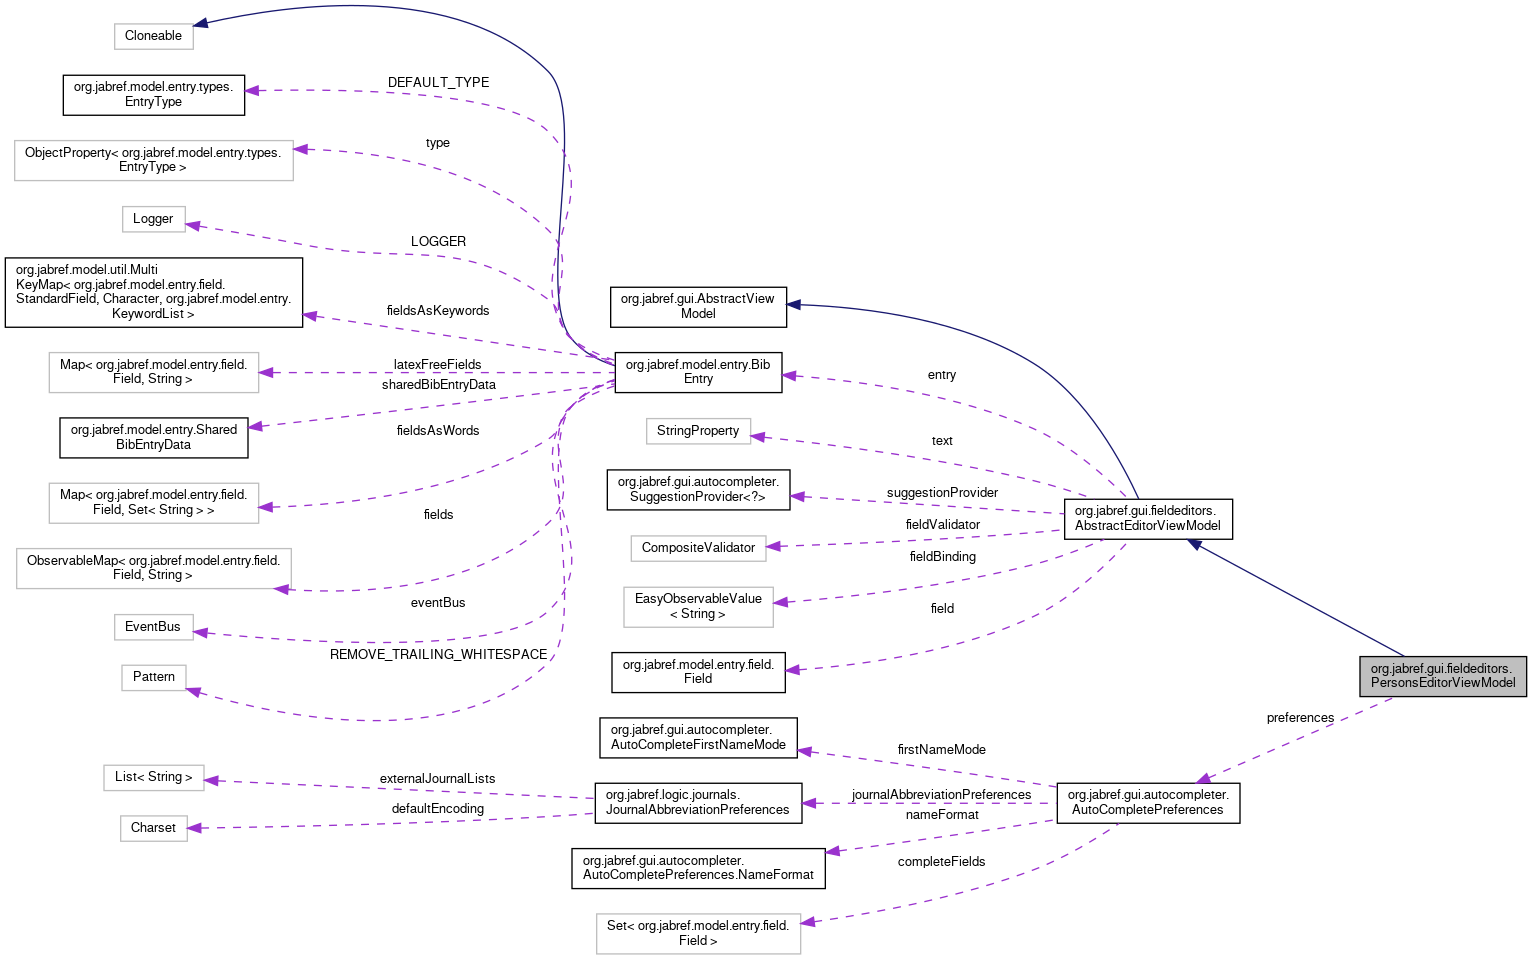 Cloneable
org.jabref.model.entry.types.
EntryType
DEFAULT_TYPE
ObjectProperty< org.jabref.model.entry.types.
EntryType >
type
Logger
LOGGER
org.jabref.model.util.Multi
KeyMap< org.jabref.model.entry.field.
StandardField, Character, org.jabref.model.entry.
KeywordList >
fieldsAsKeywords
Map< org.jabref.model.entry.field.
Field, String >
latexFreeFields
org.jabref.model.entry.Shared
BibEntryData
sharedBibEntryData
Map< org.jabref.model.entry.field.
Field, Set< String > >
fieldsAsWords
ObservableMap< org.jabref.model.entry.field.
Field, String >
fields
EventBus
eventBus
Pattern
REMOVE_TRAILING_WHITESPACE
List< String >
externalJournalLists
Charset
defaultEncoding
org.jabref.gui.AbstractView
Model
org.jabref.model.entry.Bib
Entry
entry
StringProperty
text
org.jabref.gui.autocompleter.
SuggestionProvider<?>
suggestionProvider
CompositeValidator
fieldValidator
EasyObservableValue
< String >
fieldBinding
org.jabref.model.entry.field.
Field
field
org.jabref.gui.autocompleter.
AutoCompleteFirstNameMode
firstNameMode
org.jabref.logic.journals.
JournalAbbreviationPreferences
journalAbbreviationPreferences
org.jabref.gui.autocompleter.
AutoCompletePreferences.NameFormat
nameFormat
Set< org.jabref.model.entry.field.
Field >
completeFields
org.jabref.gui.fieldeditors.
AbstractEditorViewModel
org.jabref.gui.autocompleter.
AutoCompletePreferences
preferences
org.jabref.gui.fieldeditors.
PersonsEditorViewModel